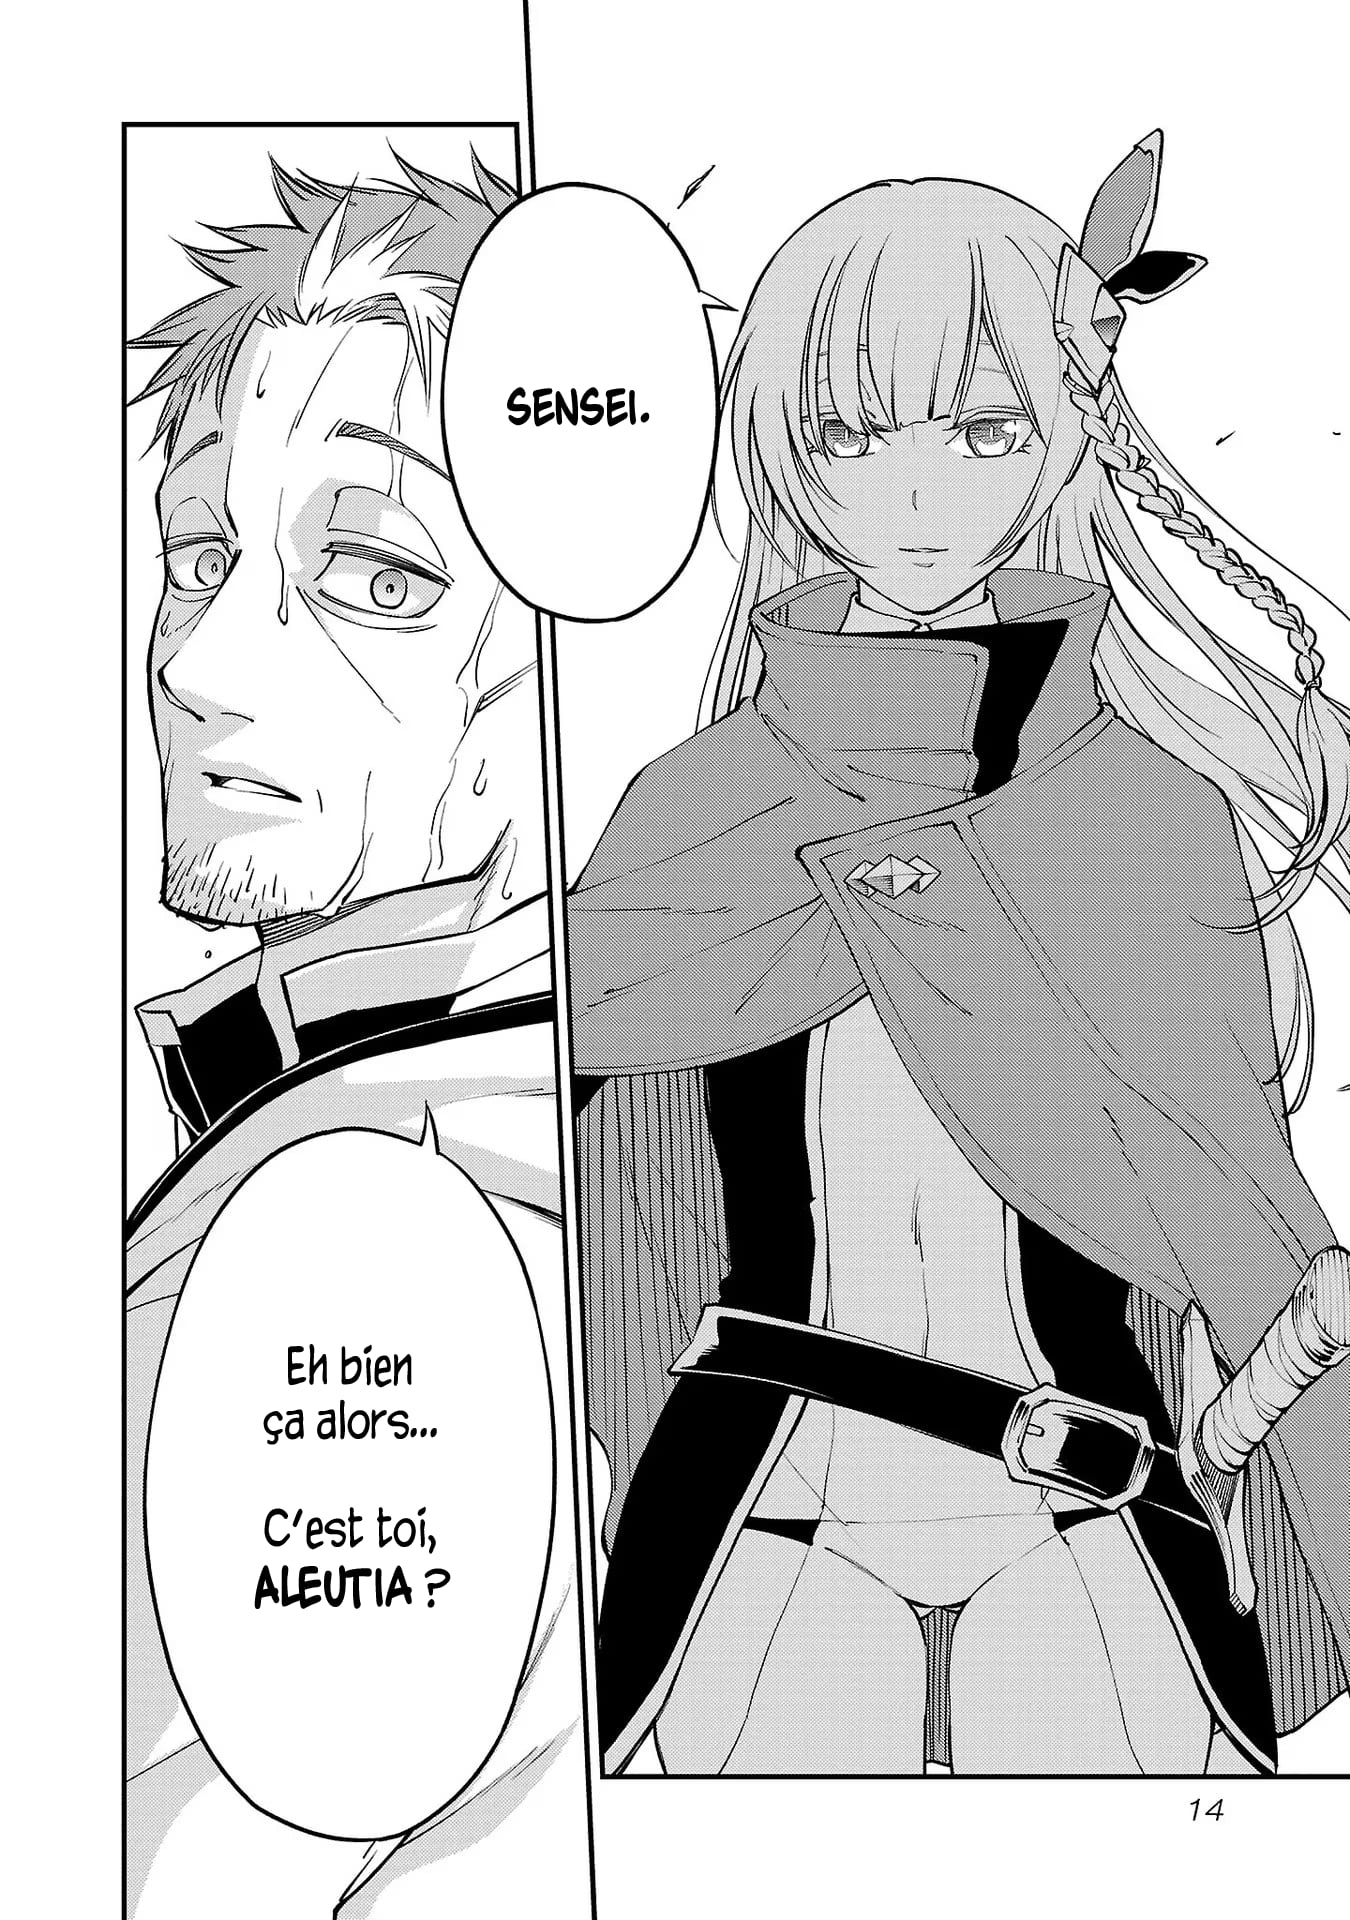 SENSEI.
Eh bien
ça alors...
C'est toi,
ALEUTIA ?
14